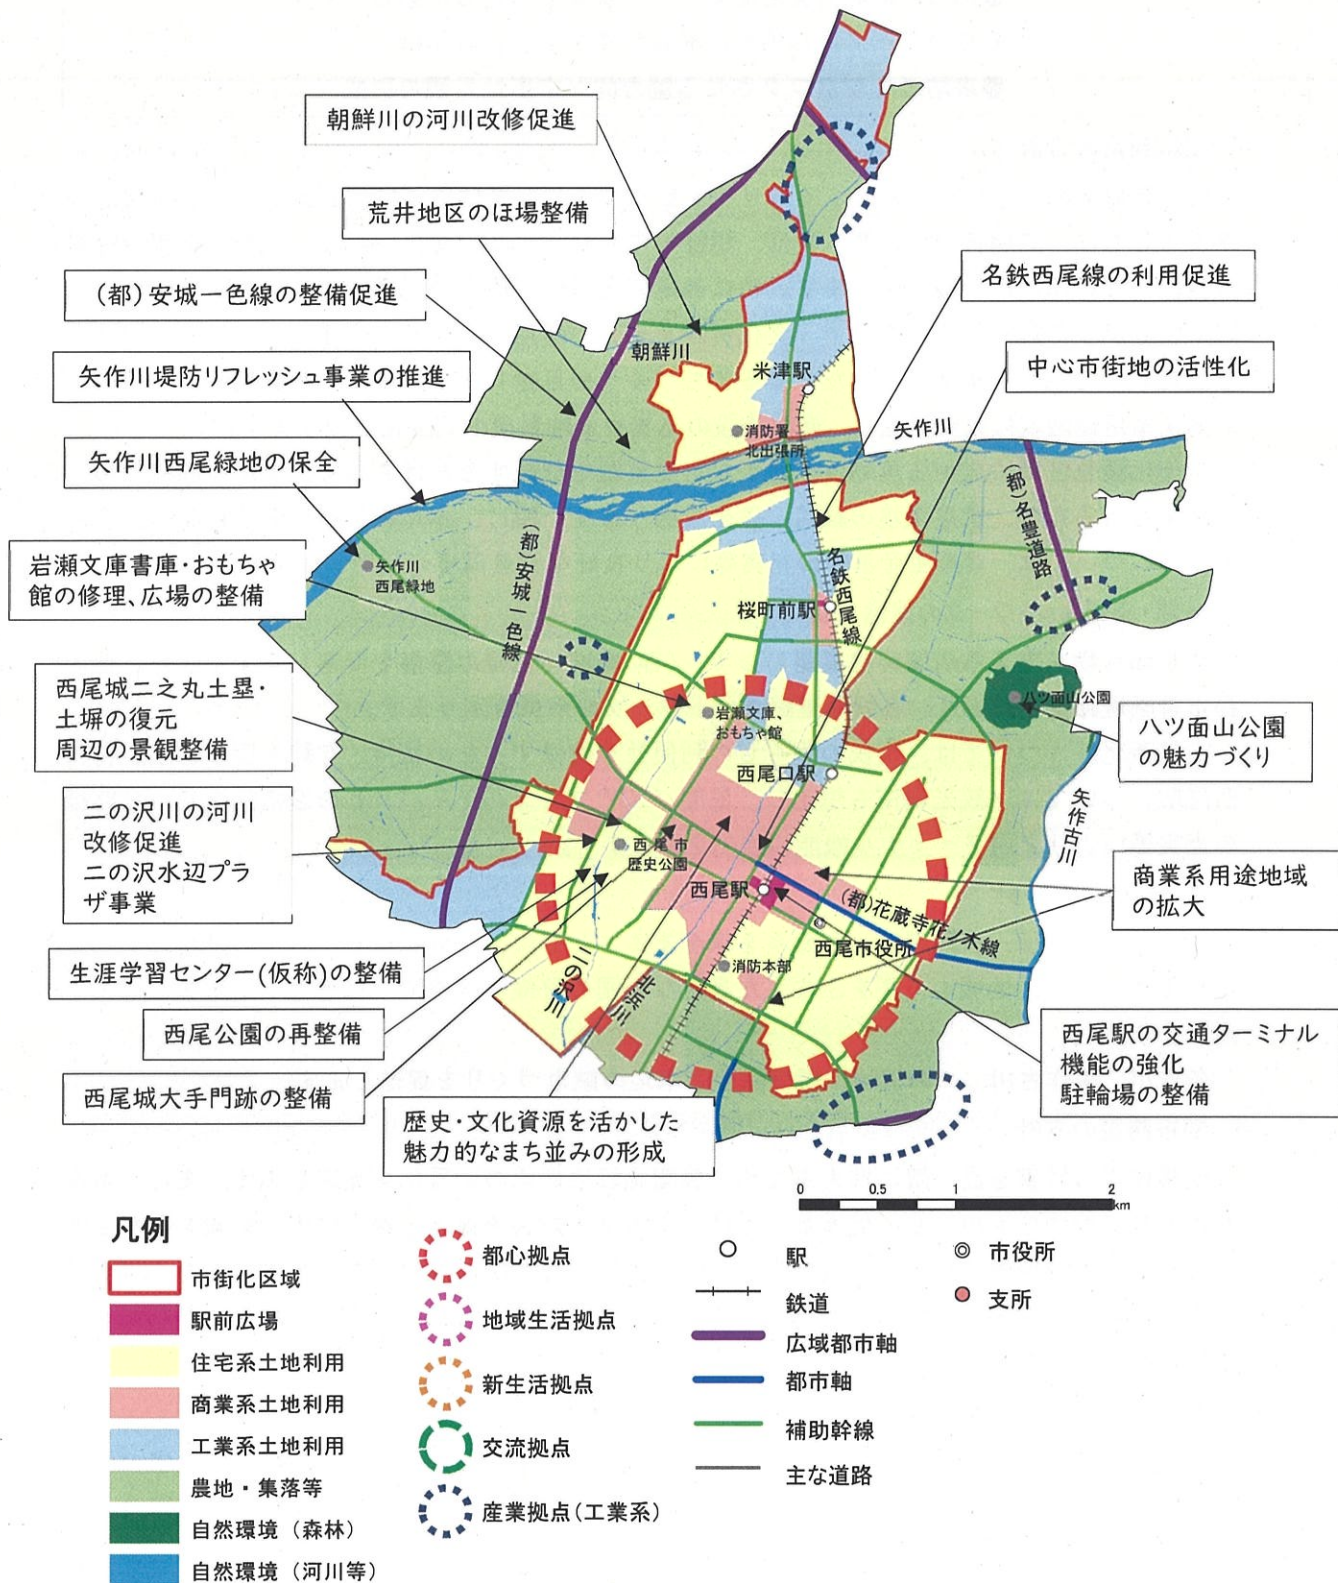 朝鮮川の河川改修促進
荒井地区のほ場整備
(都)安城一色線の整備促進
矢作川堤防リフレッシュ事業の推進
矢作川西尾緑地の保全
岩瀬文庫書庫・おもちゃ
館の修理、広場の整備
西尾城二之丸土塁・
土塀の復元
周辺の景観整備
二の沢川の河川
改修促進
二の沢水辺プラ
ザ事業
生涯学習センター(仮称)の整備
西尾公園の再整備
西尾城大手門跡の整備
歴史・文化資源を活かした
魅力的なまち並みの形成
名鉄西尾線の利用促進
中心市街地の活性化
八ツ面山公園
の魅力づくり
商業系用途地域
の拡大
西尾駅の交通ターミナル
機能の強化
駐輪場の整備
朝鮮川
米津駅
消防署
北出張所
矢作川
(都)名豊道路
(都)安城一色線
矢作川
西尾緑地
名鉄西尾線
桜町前駅
八ツ面山公園
岩瀬文庫、
おもちゃ館
西尾口駅
矢作古川
西尾市
歴史公園
西尾駅
(都)花蔵寺花ノ木線
西尾市役所
消防本部
二の沢川
北浜川
0 0.5 1 2
km
凡例
市街化区域
駅前広場
住宅系土地利用
商業系土地利用
工業系土地利用
農地・集落等
自然環境(森林)
自然環境(河川等)
都心拠点
地域生活拠点
新生活拠点
交流拠点
産業拠点(工業系)
駅
鉄道
広域都市軸
都市軸
補助幹線
主な道路
市役所
支所